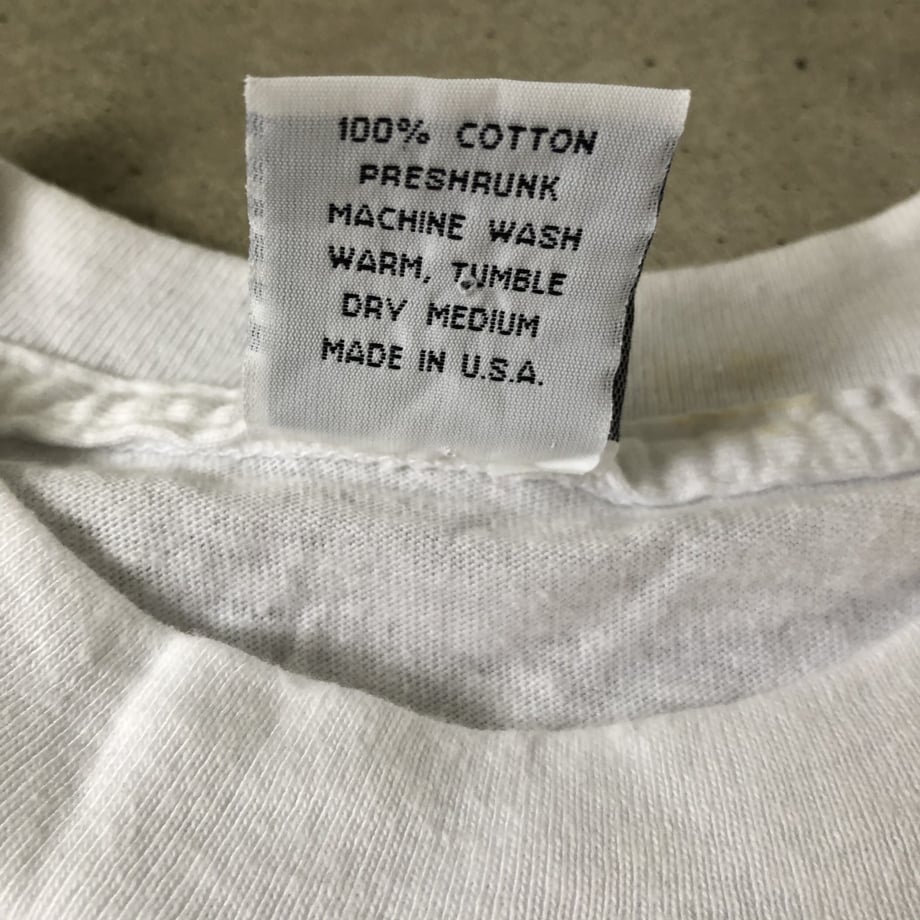 100% COTTON
PRESHRUNK
MACHINE WASH
WARM, TUMBLE
DRY MEDIUM
MADE IN U.S.A.